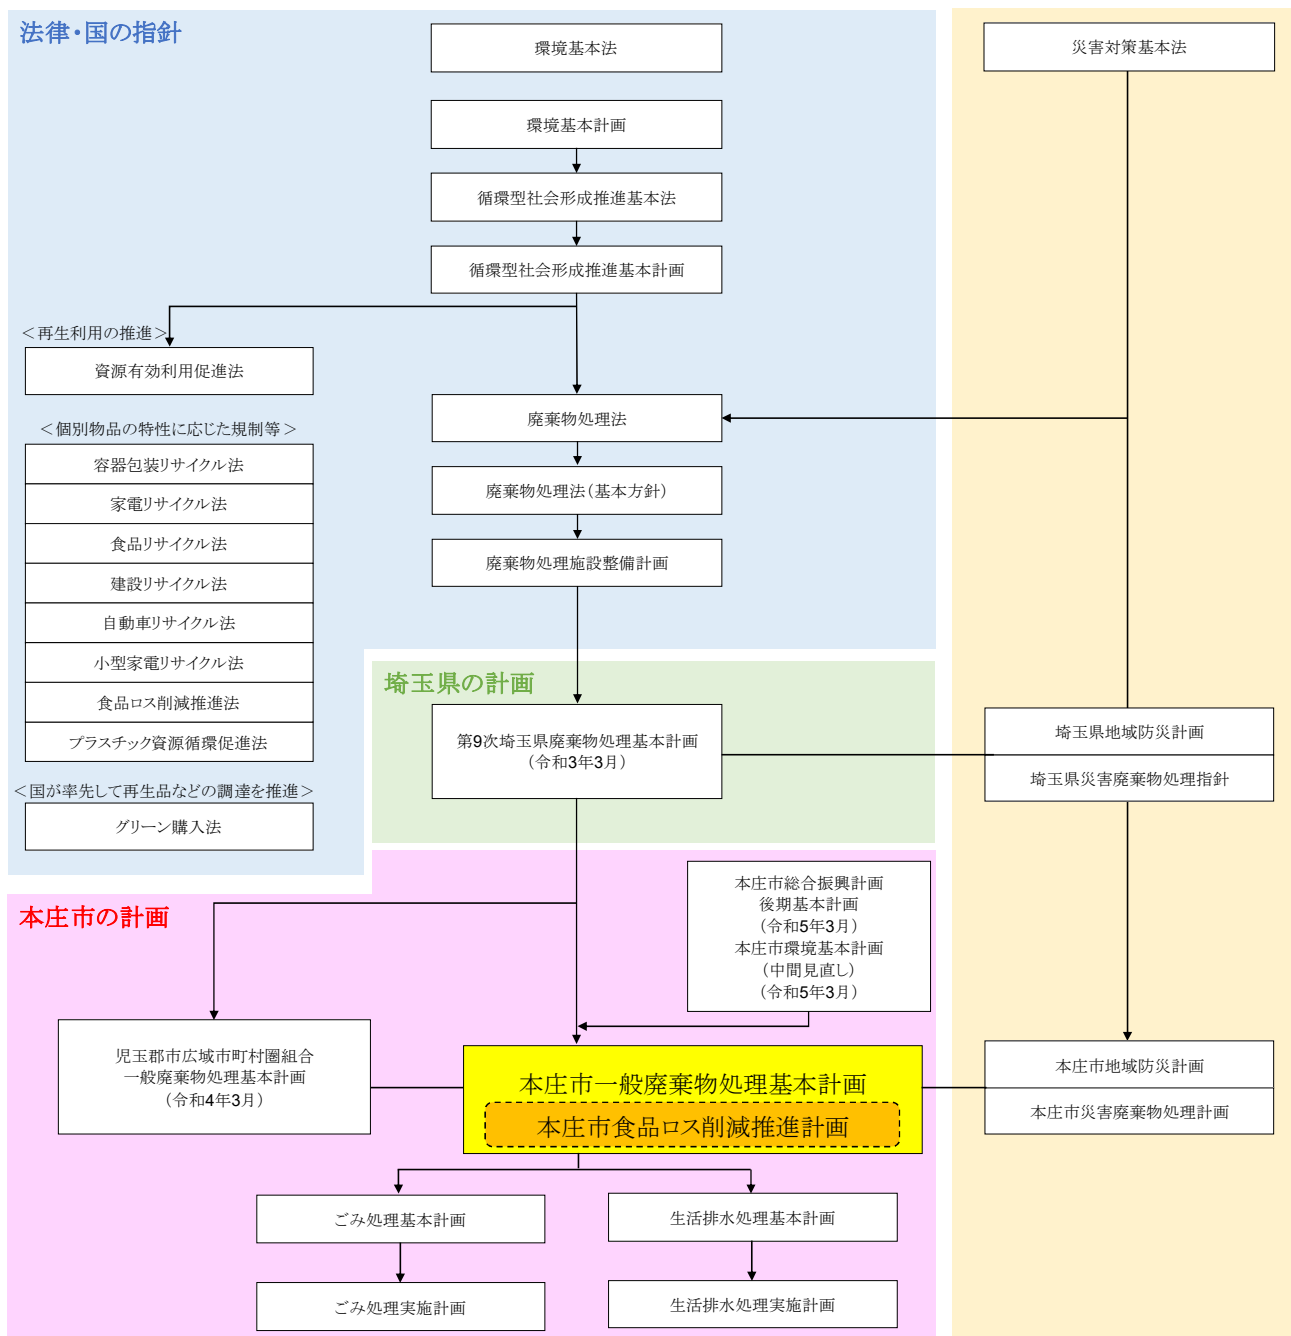 法律・国の指針
環境基本法
環境基本計画
循環型社会形成推進基本法
循環型社会形成推進基本計画
＜再生利用の推進＞
資源有効利用促進法
＜個別物品の特性に応じた規制等＞
容器包装リサイクル法
家電リサイクル法
食品リサイクル法
建設リサイクル法
自動車リサイクル法
小型家電リサイクル法
食品ロス削減推進法
プラスチック資源循環促進法
＜国が率先して再生品などの調達を推進＞
グリーン購入法
廃棄物処理法
廃棄物処理法（基本方針）
廃棄物処理施設整備計画
災害対策基本法
埼玉県の計画
第9次埼玉県廃棄物処理基本計画
（令和3年3月）
埼玉県地域防災計画
埼玉県災害廃棄物処理指針
本庄市の計画
本庄市総合振興計画
後期基本計画
（令和5年3月）
本庄市環境基本計画
（中間見直し）
（令和5年3月）
児玉郡市広域市町村圏組合
一般廃棄物処理基本計画
（令和4年3月）
本庄市一般廃棄物処理基本計画
本庄市食品ロス削減推進計画
本庄市地域防災計画
本庄市災害廃棄物処理計画
ごみ処理基本計画
生活排水処理基本計画
ごみ処理実施計画
生活排水処理実施計画